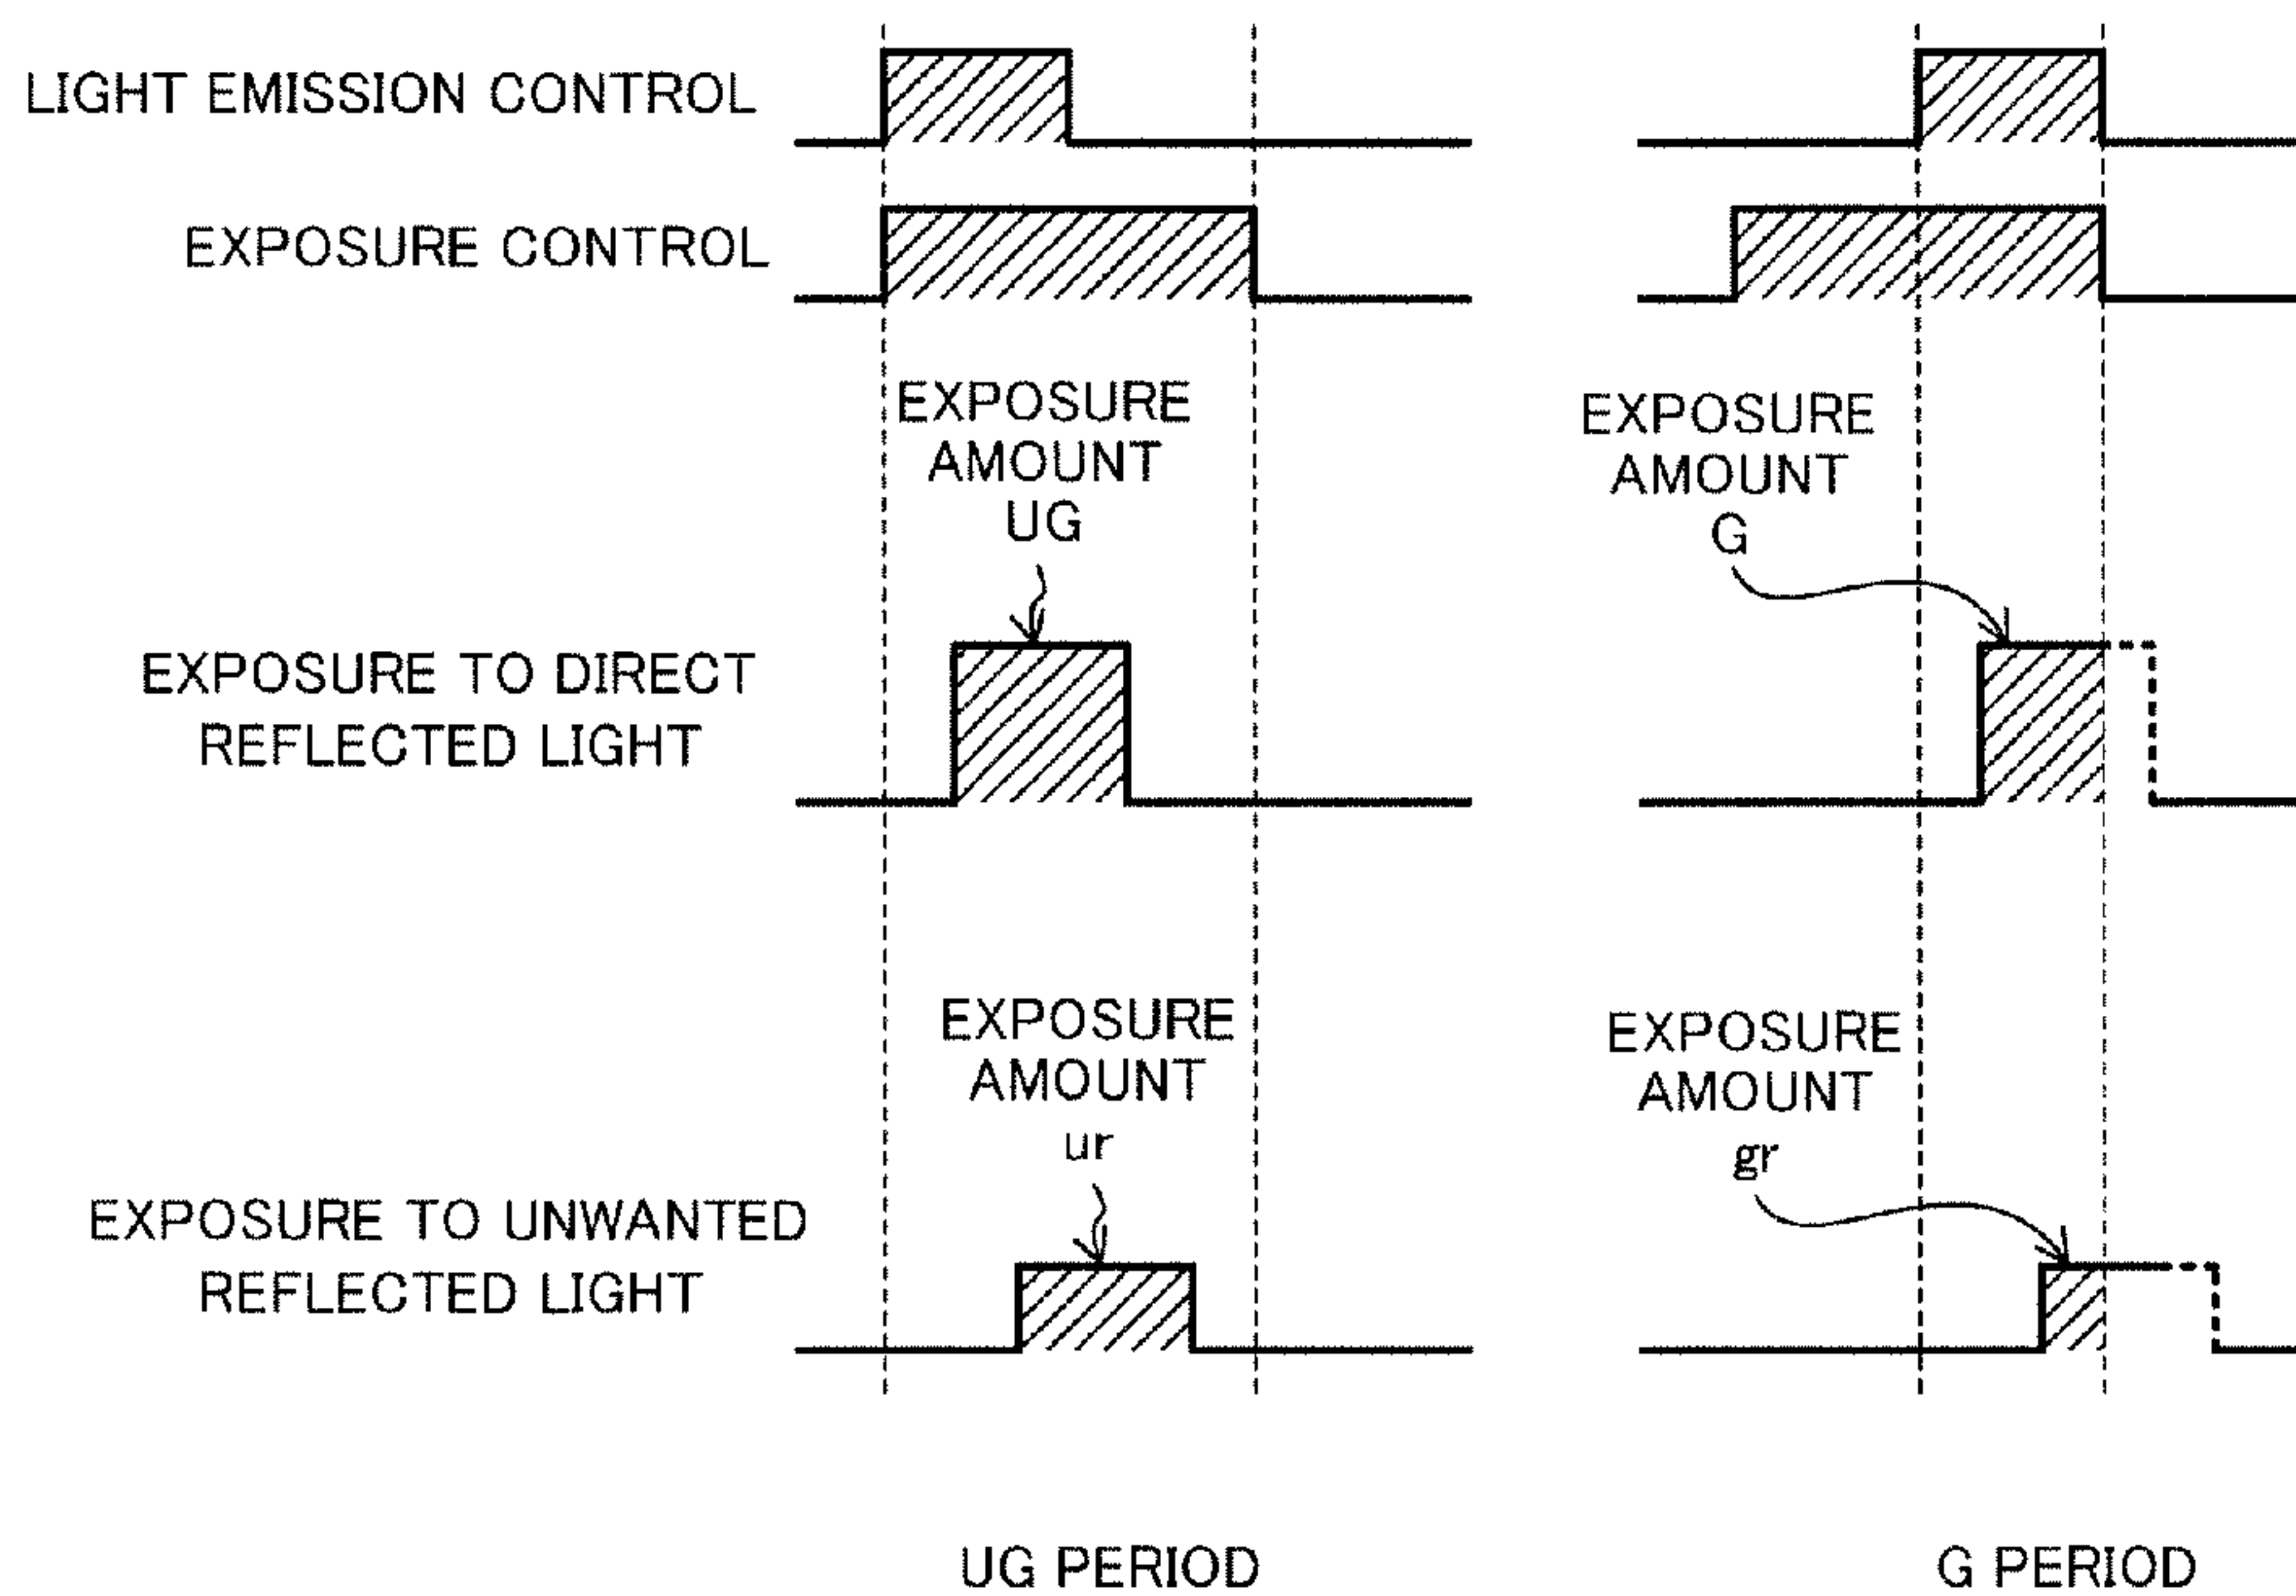 LIGHT EMISSION CONTROL
EXPOSURE CONTROL
EXPOSURE
AMOUNT
UG
EXPOSURE
AMOUNT
G
EXPOSURE TO DIRECT
REFLECTED LIGHT
EXPOSURE
AMOUNT
ur
EXPOSURE
AMOUNT
gr
EXPOSURE TO UNWANTED
REFLECTED LIGHT
UG PERIOD
G PERIOD